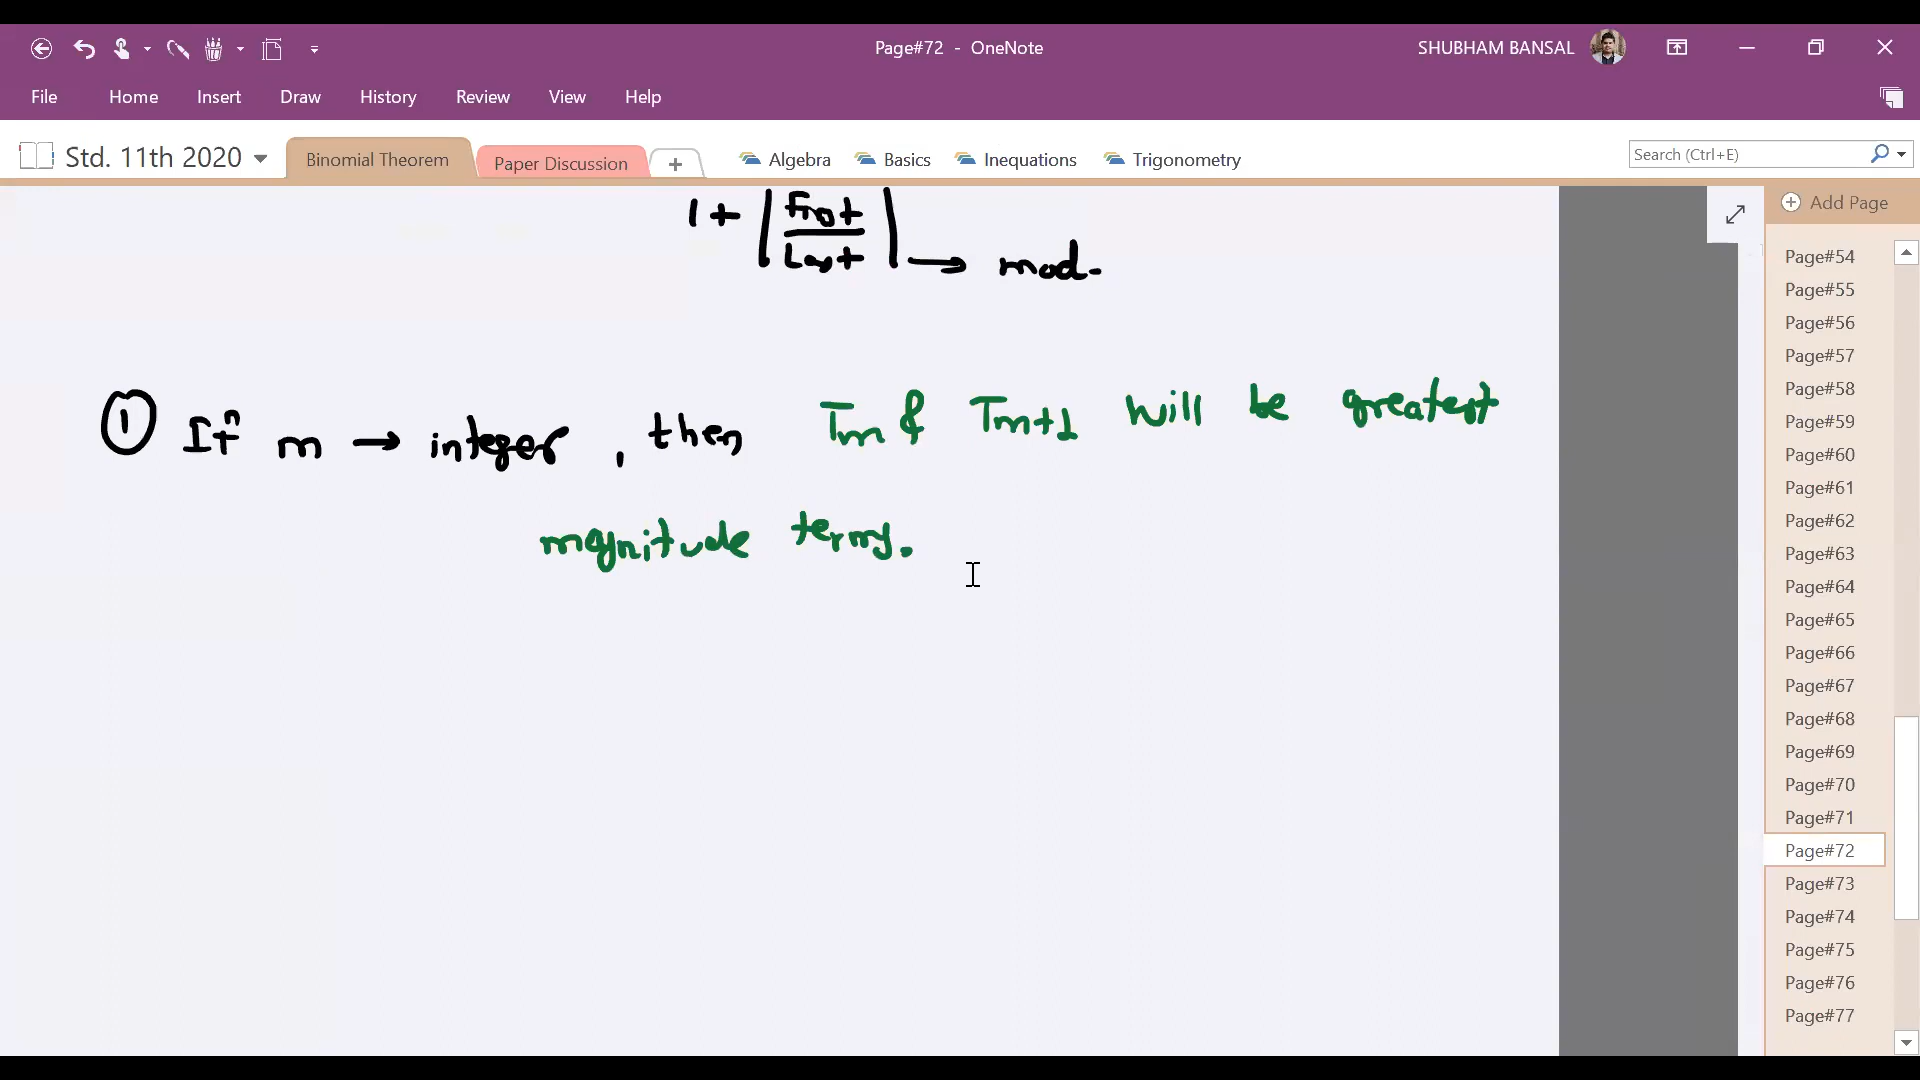 Page#72 - OneNote
SHUBHAM BANSAL
File Home Insert Draw History Review View Help
Std. 11th 2020
Binomial Theorem
Paper Discussion
+
Algebra
Basics
Inequations
Trigonometry
Search (Ctrl+E)
Add Page
1 + | First / Last | → mod-
① If m → integer, then Tm & Tm+1 will be greatest
magnitude terms.
Page#54
Page#55
Page#56
Page#57
Page#58
Page#59
Page#60
Page#61
Page#62
Page#63
Page#64
Page#65
Page#66
Page#67
Page#68
Page#69
Page#70
Page#71
Page#72
Page#73
Page#74
Page#75
Page#76
Page#77